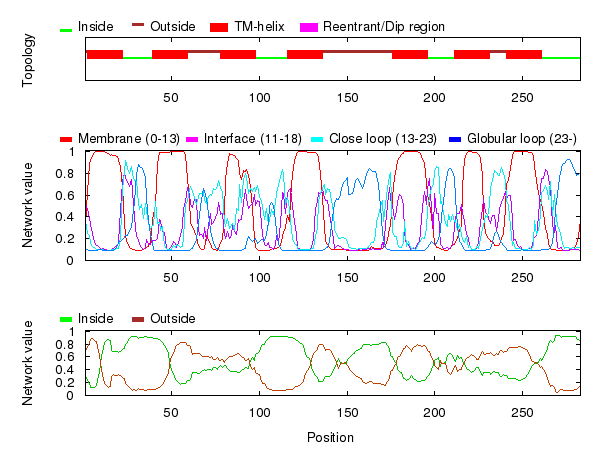 Inside Outside TM-helix Reentrant/Dip region
Topology
50 100 150 200 250
Membrane (0-13) Interface (11-18) Close loop (13-23) Globular loop (23-)
Network value
1
0.8
0.6
0.4
0.2
0
50 100 150 200 250
Inside Outside
Network value
1
0.8
0.6
0.4
0.2
0
50 100 150 200 250
Position